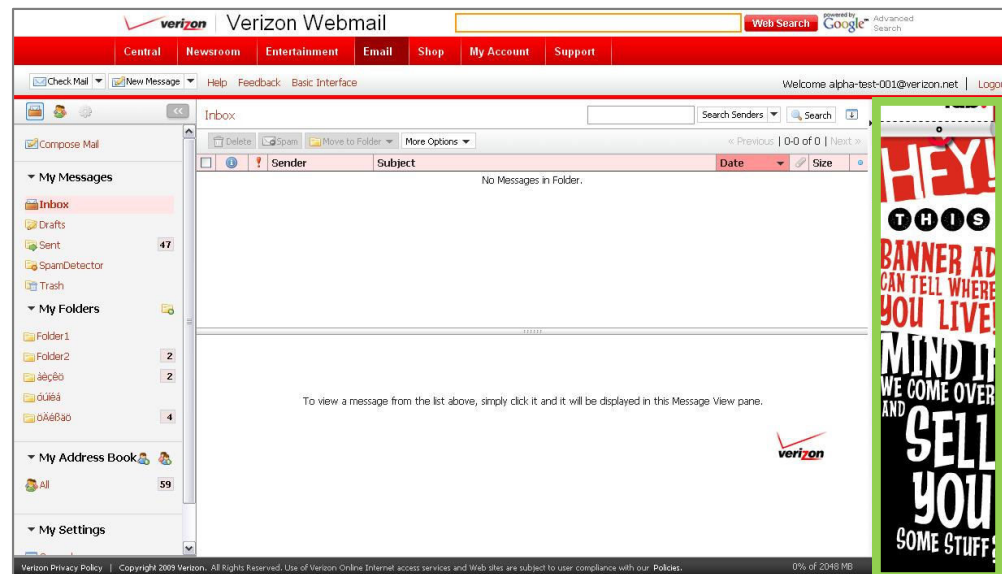 verizon Verizon Webmail Web Search powered by Google™ Advanced Search
Central Newsroom Entertainment Email Shop My Account Support
Check Mail New Message Help Feedback Basic Interface Welcome alpha-test-001@verizon.net | Logou
Inbox Search Senders Search
Compose Mail
Delete Spam Move to Folder More Options « Previous | 0-0 of 0 | Next »
Sender Subject Date Size
No Messages in Folder.
My Messages
Inbox
Drafts
Sent 47
SpamDetector
Trash
My Folders
Folder1
Folder2 2
àèçêö 2
óúïéá
öÄéßäö 4
My Address Book
All 59
My Settings
To view a message from the list above, simply click it and it will be displayed in this Message View pane.
verizon
HEY!
THIS
BANNER AD
CAN TELL WHERE
YOU LIVE!
MIND IF
WE COME OVER
AND
SELL
YOU
SOME STUFF?
Verizon Privacy Policy | Copyright 2009 Verizon. All Rights Reserved. Use of Verizon Online Internet access services and Web sites are subject to user compliance with our Policies. 0% of 2048 MB